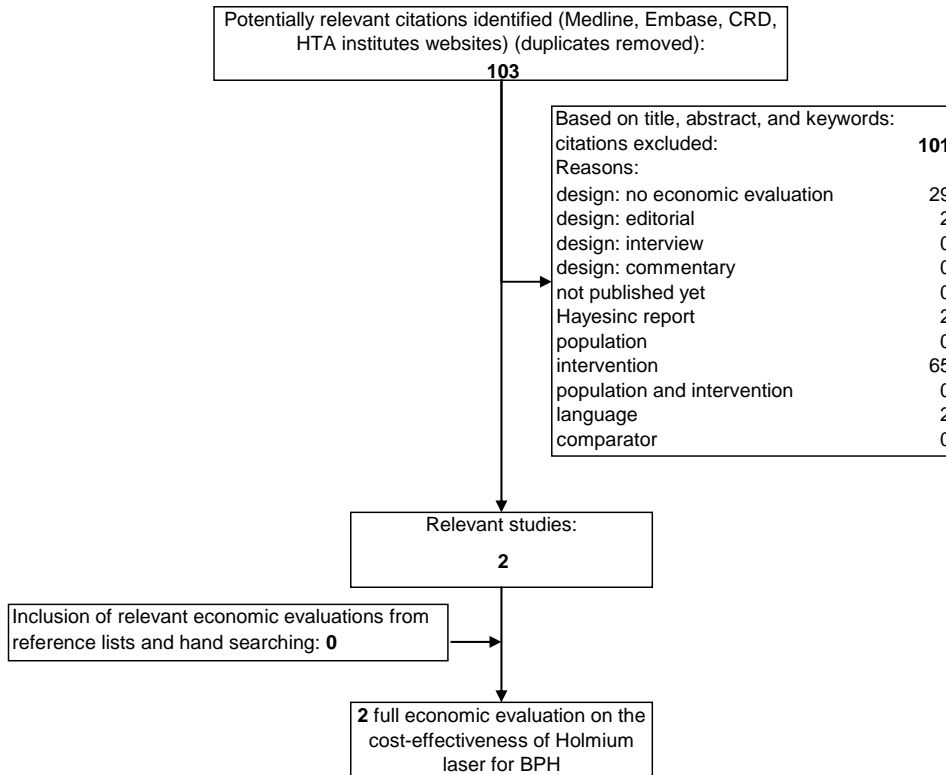 Potentially relevant citations identified (Medline, Embase, CRD,
HTA institutes websites) (duplicates removed):
103
Based on title, abstract, and keywords:
citations excluded: 101
Reasons:
design: no economic evaluation 29
design: editorial 2
design: interview 0
design: commentary 0
not published yet 0
Hayesinc report 2
population 0
intervention 65
population and intervention 0
language 2
comparator 0
Relevant studies:
2
Inclusion of relevant economic evaluations from
reference lists and hand searching: 0
2 full economic evaluation on the
cost-effectiveness of Holmium
laser for BPH